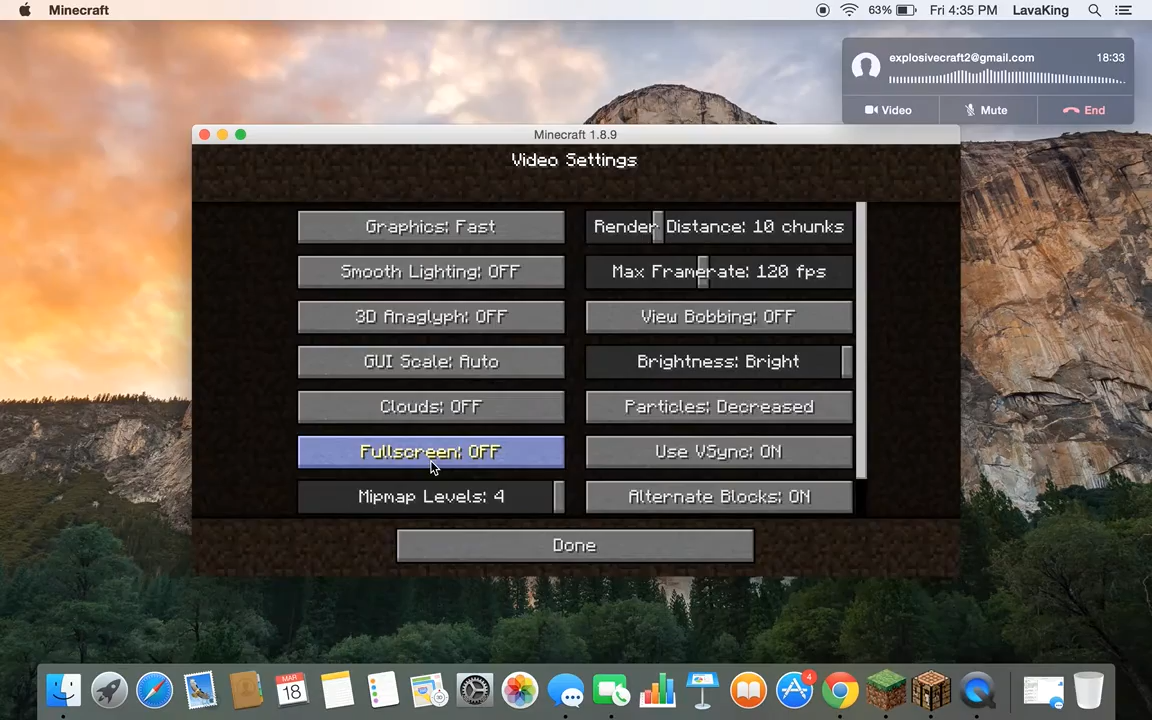 Minecraft
63%
Fri 4:35 PM
LavaKing
explosivecraft2@gmail.com
18:33
Video
Mute
End
Minecraft 1.8.9
Video Settings
Graphics: Fast
Render Distance: 10 chunks
Smooth Lighting: OFF
Max Framerate: 120 fps
3D Anaglyph: OFF
View Bobbing: OFF
GUI Scale: Auto
Brightness: Bright
Clouds: OFF
Particles: Decreased
Fullscreen: OFF
Use VSync: ON
Mipmap Levels: 4
Alternate Blocks: ON
Done
MAR
18
4